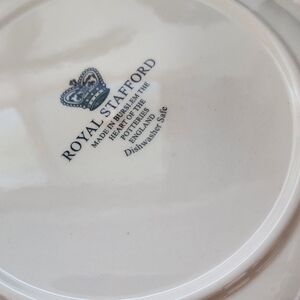 ROYAL STAFFORD
MADE IN BURSLEM THE
HEART OF THE
POTTERIES
ENGLAND
Dishwasher Safe